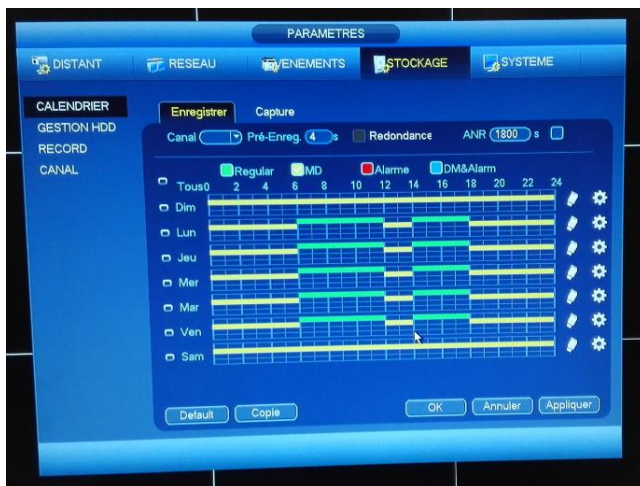 PARAMETRES
DISTANT RESEAU EVENEMENTS STOCKAGE SYSTEME
CALENDRIER
GESTION HDD
RECORD
CANAL
Enregistrer Capture
Canal Pré-Enreg. 4 s Redondance ANR 1800 s
Regular MD Alarme DM&Alarm
Tous 0 2 4 6 8 10 12 14 16 18 20 22 24
Dim
Lun
Jeu
Mer
Mar
Ven
Sam
Default Copie OK Annuler Appliquer